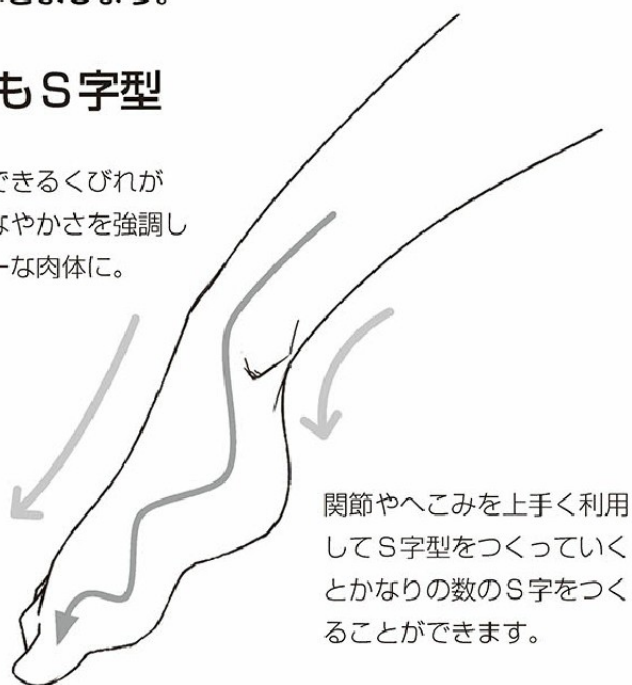 もS字型
できるくびれが
なやかさを強調し
ーな肉体に。
関節やへこみを上手く利用
してS字型をつくっていく
とかなりの数のS字をつく
ることができます。